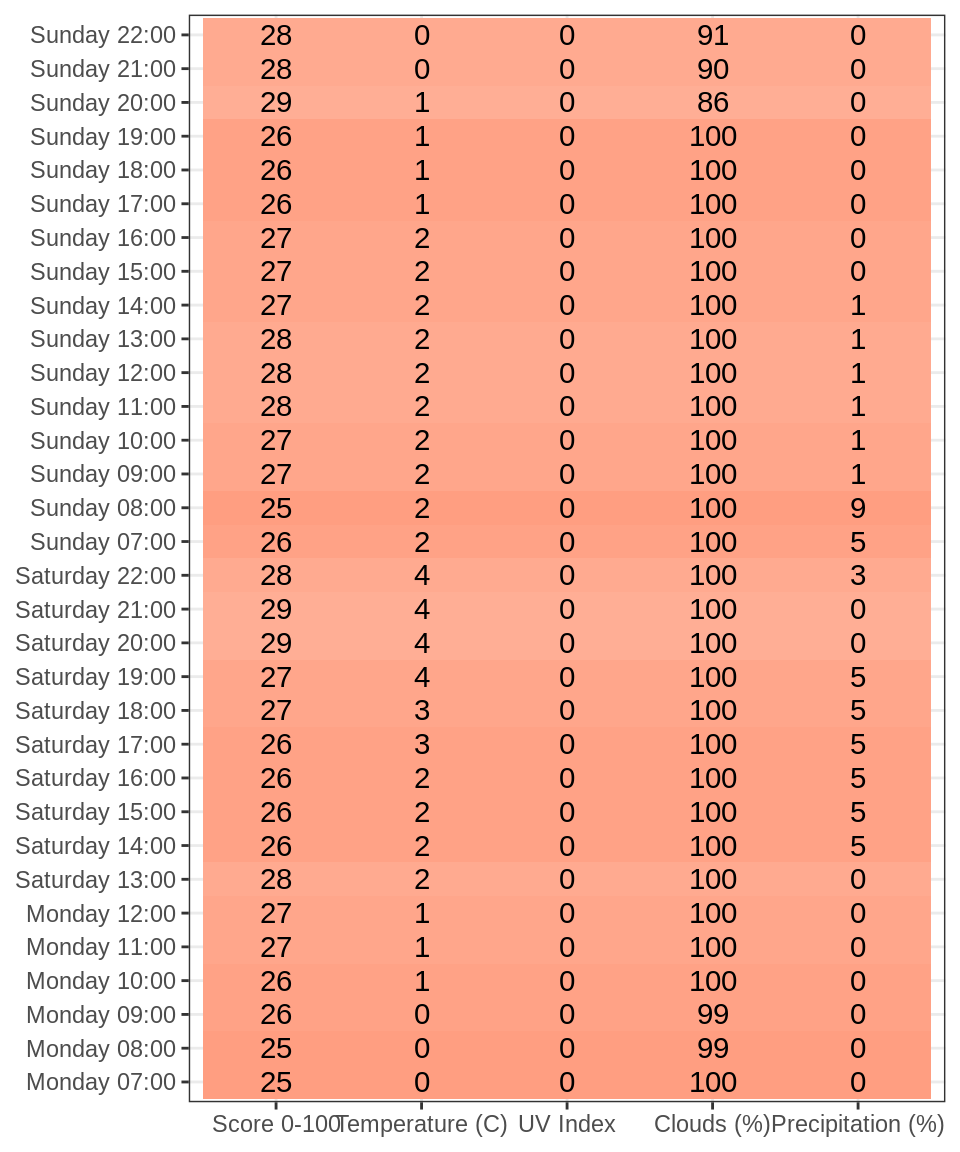 Sunday 22:00 28 0 0 91 0
Sunday 21:00 28 0 0 90 0
Sunday 20:00 29 1 0 86 0
Sunday 19:00 26 1 0 100 0
Sunday 18:00 26 1 0 100 0
Sunday 17:00 26 1 0 100 0
Sunday 16:00 27 2 0 100 0
Sunday 15:00 27 2 0 100 0
Sunday 14:00 27 2 0 100 1
Sunday 13:00 28 2 0 100 1
Sunday 12:00 28 2 0 100 1
Sunday 11:00 28 2 0 100 1
Sunday 10:00 27 2 0 100 1
Sunday 09:00 27 2 0 100 1
Sunday 08:00 25 2 0 100 9
Sunday 07:00 26 2 0 100 5
Saturday 22:00 28 4 0 100 3
Saturday 21:00 29 4 0 100 0
Saturday 20:00 29 4 0 100 0
Saturday 19:00 27 4 0 100 5
Saturday 18:00 27 3 0 100 5
Saturday 17:00 26 3 0 100 5
Saturday 16:00 26 2 0 100 5
Saturday 15:00 26 2 0 100 5
Saturday 14:00 26 2 0 100 5
Saturday 13:00 28 2 0 100 0
Monday 12:00 27 1 0 100 0
Monday 11:00 27 1 0 100 0
Monday 10:00 26 1 0 100 0
Monday 09:00 26 0 0 99 0
Monday 08:00 25 0 0 99 0
Monday 07:00 25 0 0 100 0
Score 0-100 Temperature (C) UV Index Clouds (%) Precipitation (%)